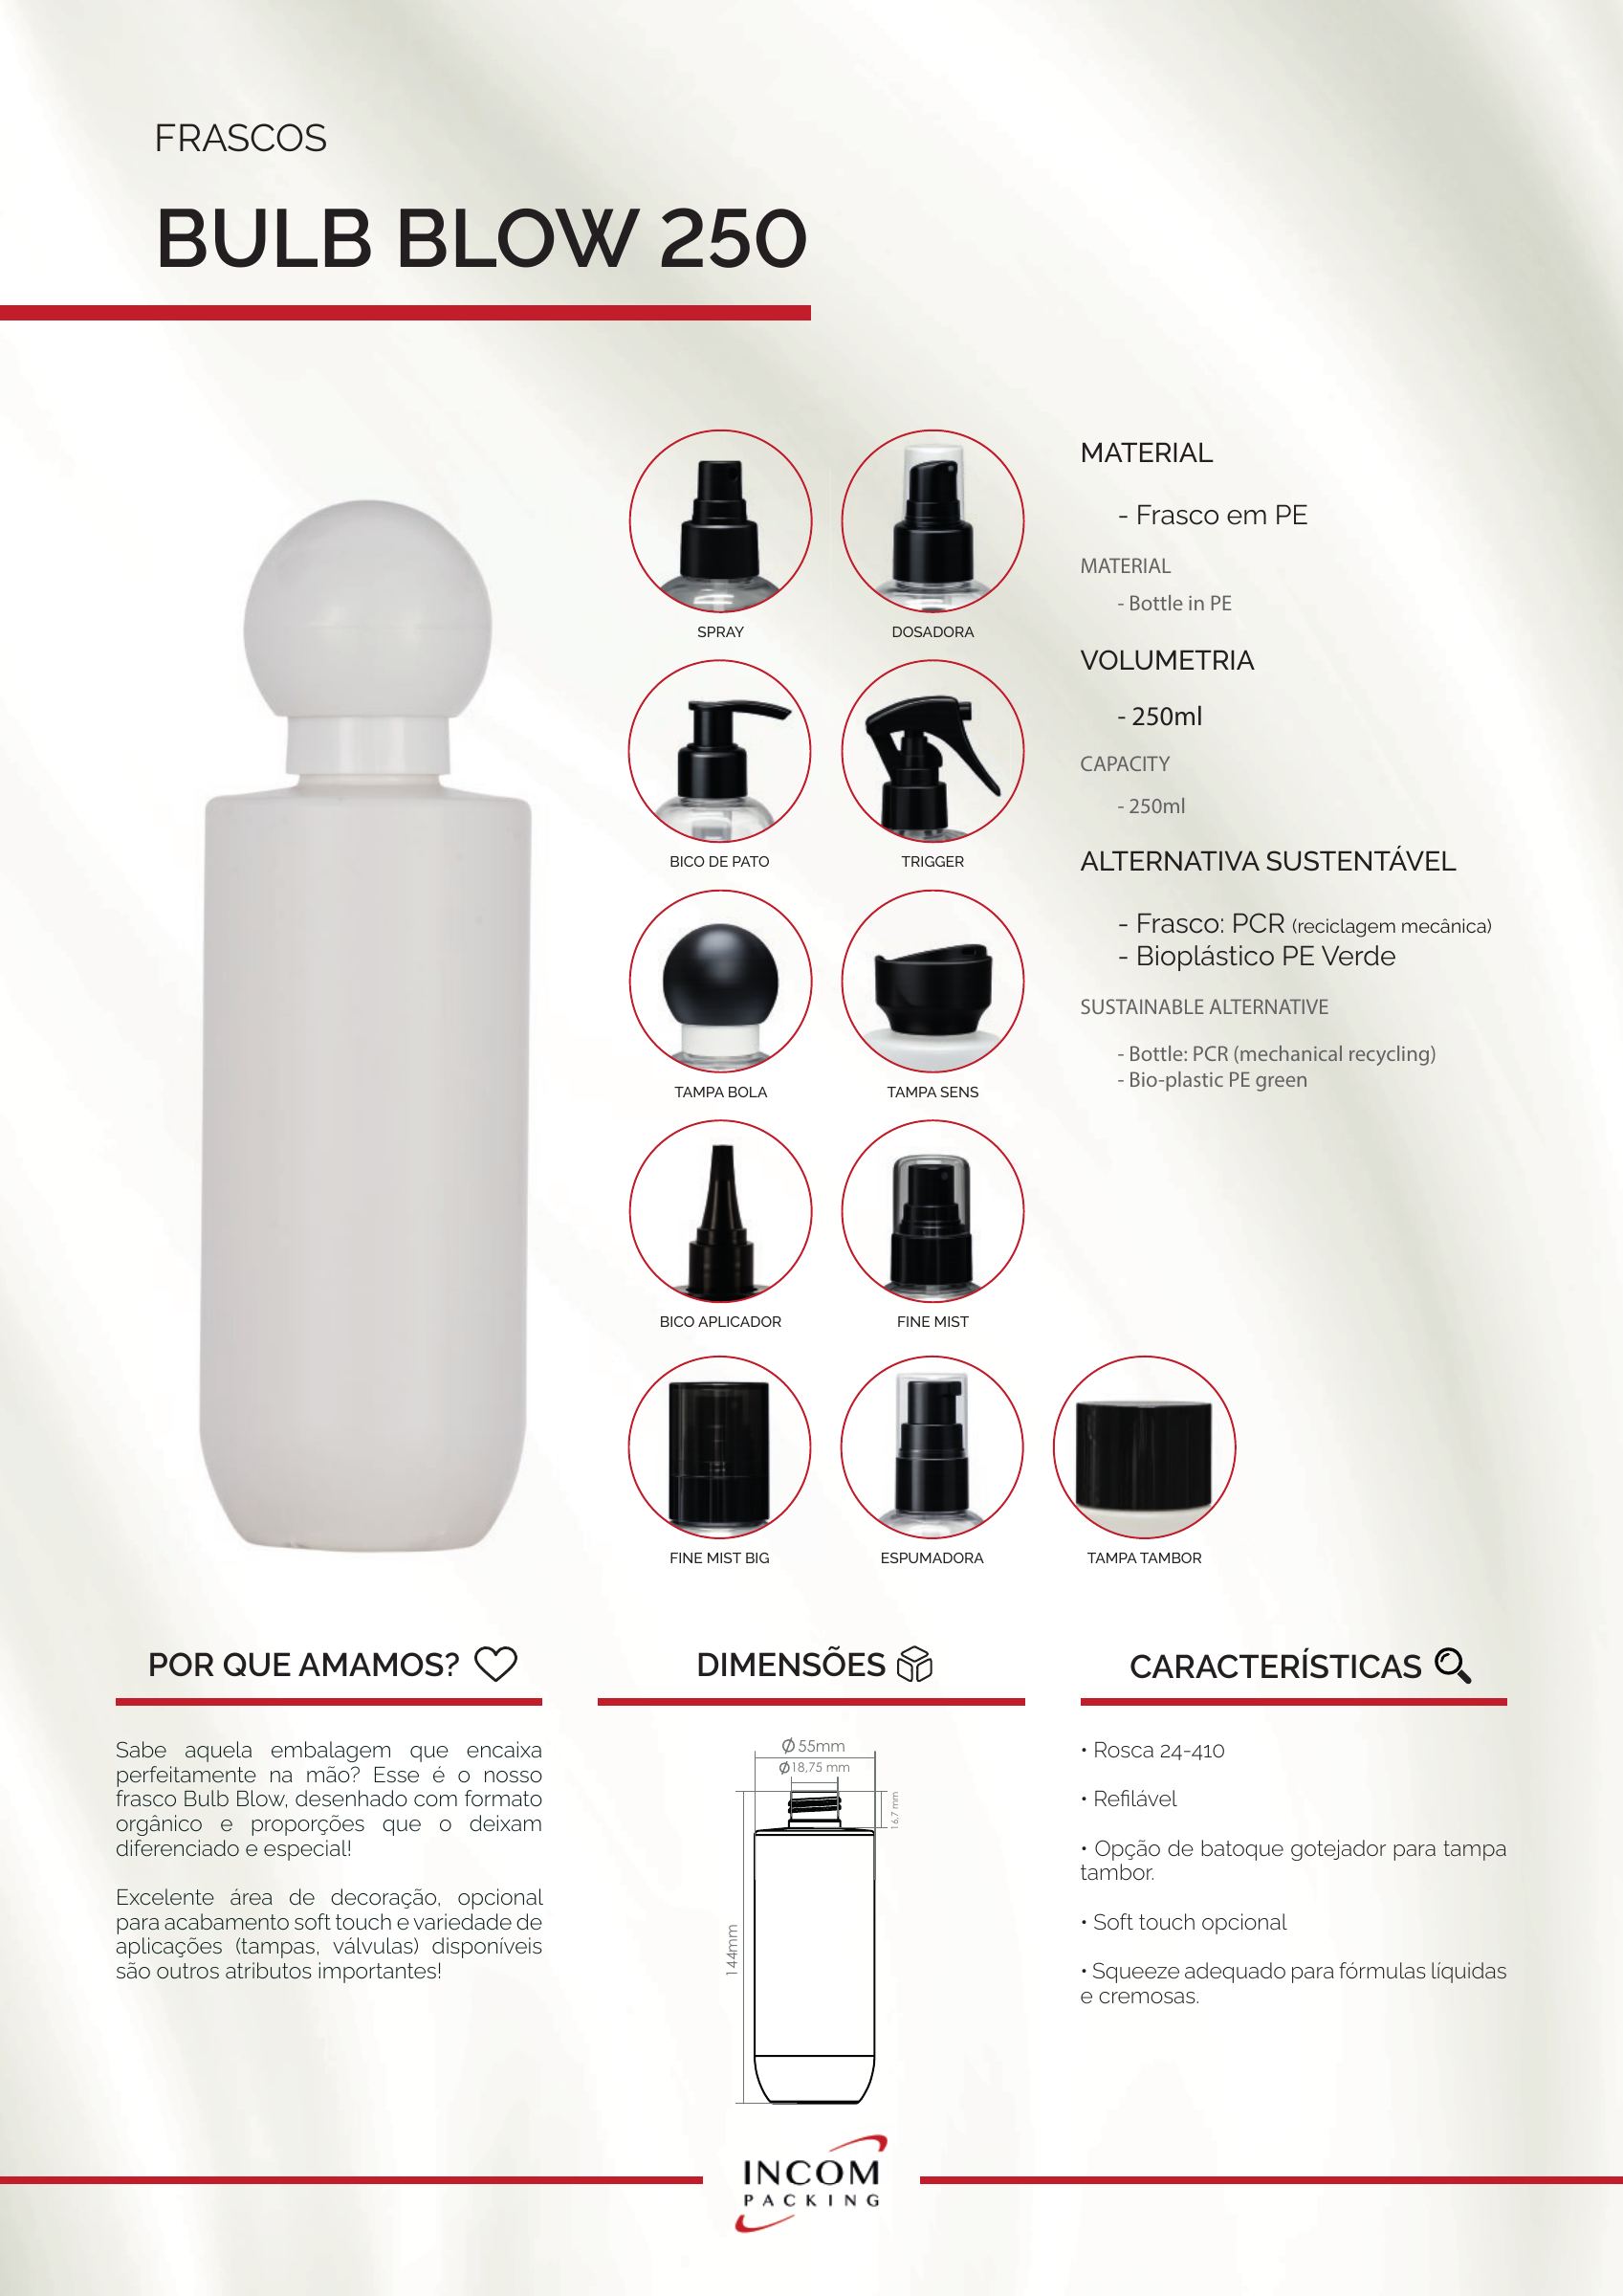 FRASCOS
BULB BLOW 250
SPRAY
DOSADORA
BICO DE PATO
TRIGGER
TAMPA BOLA
TAMPA SENS
BICO APLICADOR
FINE MIST
FINE MIST BIG
ESPUMADORA
TAMPA TAMBOR
MATERIAL
- Frasco em PE
MATERIAL
- Bottle in PE
VOLUMETRIA
- 250ml
CAPACITY
- 250ml
ALTERNATIVA SUSTENTÁVEL
- Frasco: PCR (reciclagem mecânica)
- Bioplástico PE Verde
SUSTAINABLE ALTERNATIVE
- Bottle: PCR (mechanical recycling)
- Bio-plastic PE green
POR QUE AMAMOS?
Sabe aquela embalagem que encaixa
perfeitamente na mão? Esse é o nosso
frasco Bulb Blow, desenhado com formato
orgânico e proporções que o deixam
diferenciado e especial!
Excelente área de decoração, opcional
para acabamento soft touch e variedade de
aplicações (tampas, válvulas) disponíveis
são outros atributos importantes!
DIMENSÕES
Ø 55mm
Ø18,75 mm
16,7 mm
144mm
CARACTERÍSTICAS
• Rosca 24-410
• Refilável
• Opção de batoque gotejador para tampa
tambor.
• Soft touch opcional
• Squeeze adequado para fórmulas líquidas
e cremosas.
INCOM
PACKING